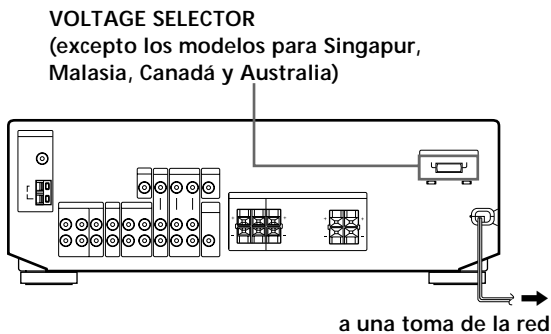 VOLTAGE SELECTOR
(excepto los modelos para Singapur,
Malasia, Canadá y Australia)
a una toma de la red